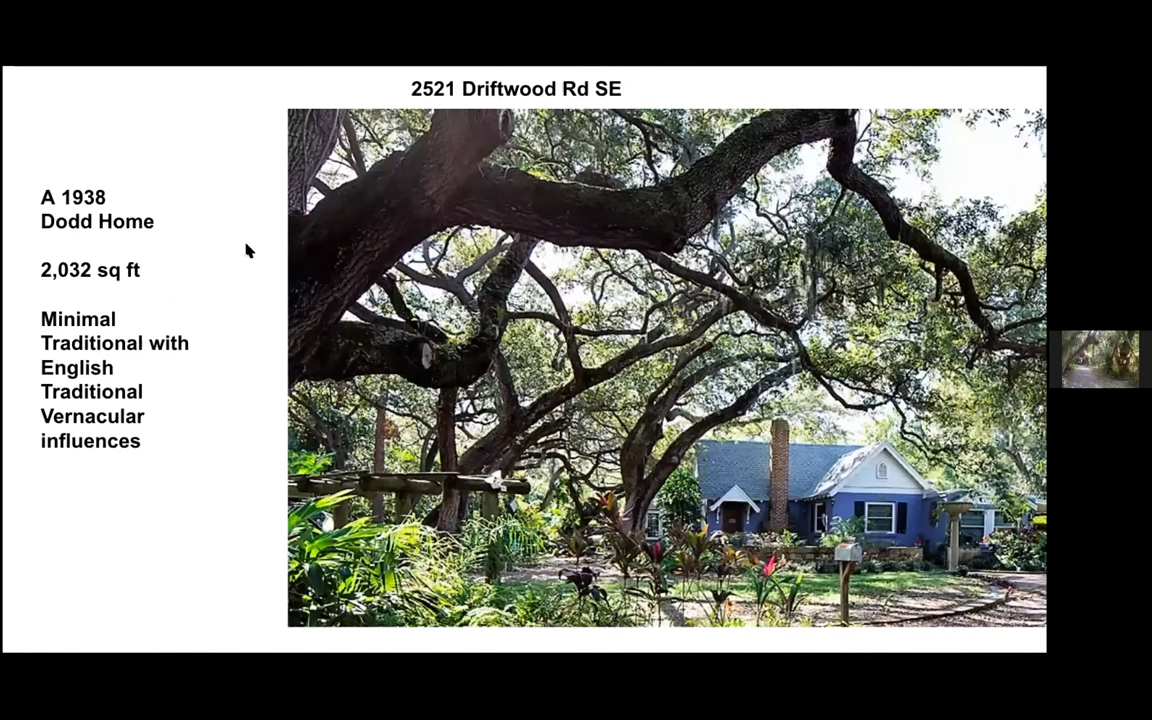 2521 Driftwood Rd SE
A 1938
Dodd Home
2,032 sq ft
Minimal
Traditional with
English
Traditional
Vernacular
influences